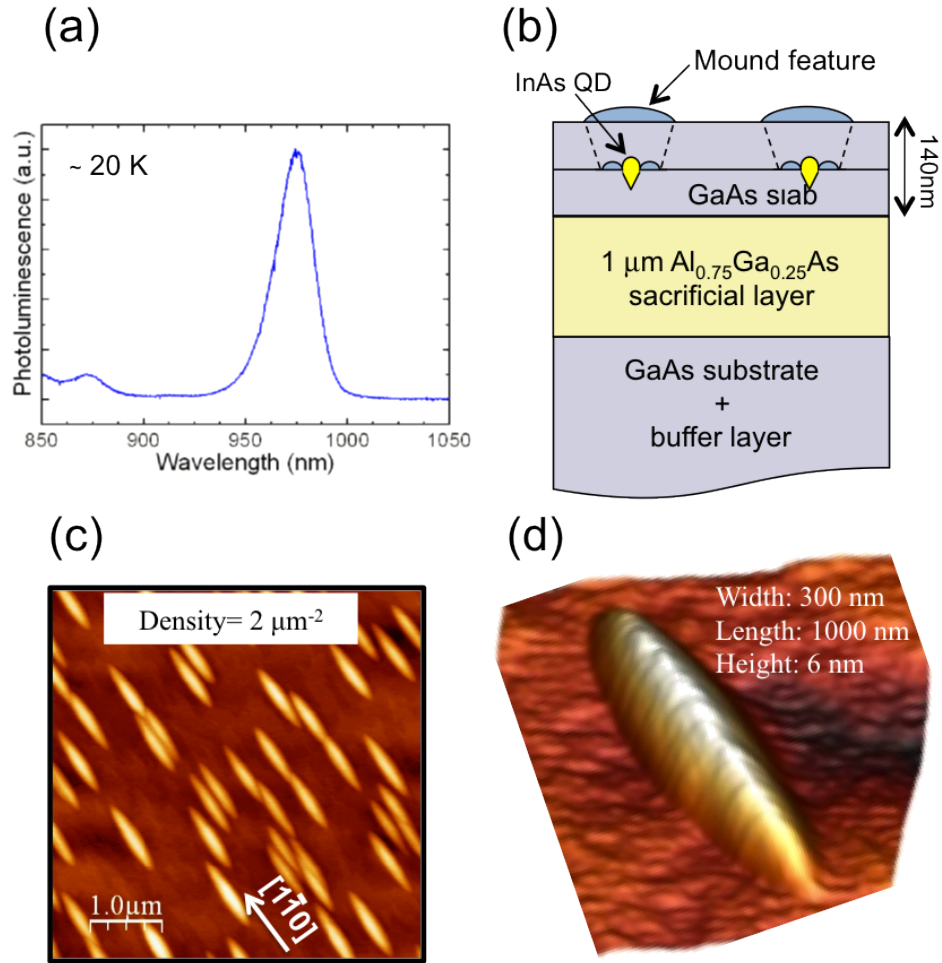 (a)
~ 20 K
Photoluminescence (a.u.)
850 900 950 1000 1050
Wavelength (nm)
(b)
Mound feature
InAs QD
140nm
GaAs slab
1 μm Al0.75Ga0.25As
sacrificial layer
GaAs substrate
+
buffer layer
(c)
Density= 2 μm-2
1.0μm
[11̄0]
(d)
Width: 300 nm
Length: 1000 nm
Height: 6 nm